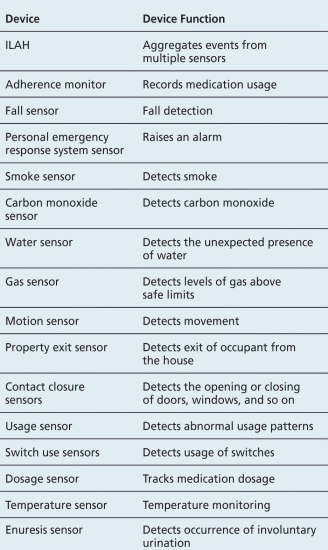 Device Device Function
ILAH Aggregates events from
multiple sensors
Adherence monitor Records medication usage
Fall sensor Fall detection
Personal emergency Raises an alarm
response system sensor
Smoke sensor Detects smoke
Carbon monoxide Detects carbon monoxide
sensor
Water sensor Detects the unexpected presence
of water
Gas sensor Detects levels of gas above
safe limits
Motion sensor Detects movement
Property exit sensor Detects exit of occupant from
the house
Contact closure Detects the opening or closing
sensors of doors, windows, and so on
Usage sensor Detects abnormal usage patterns
Switch use sensors Detects usage of switches
Dosage sensor Tracks medication dosage
Temperature sensor Temperature monitoring
Enuresis sensor Detects occurrence of involuntary
urination